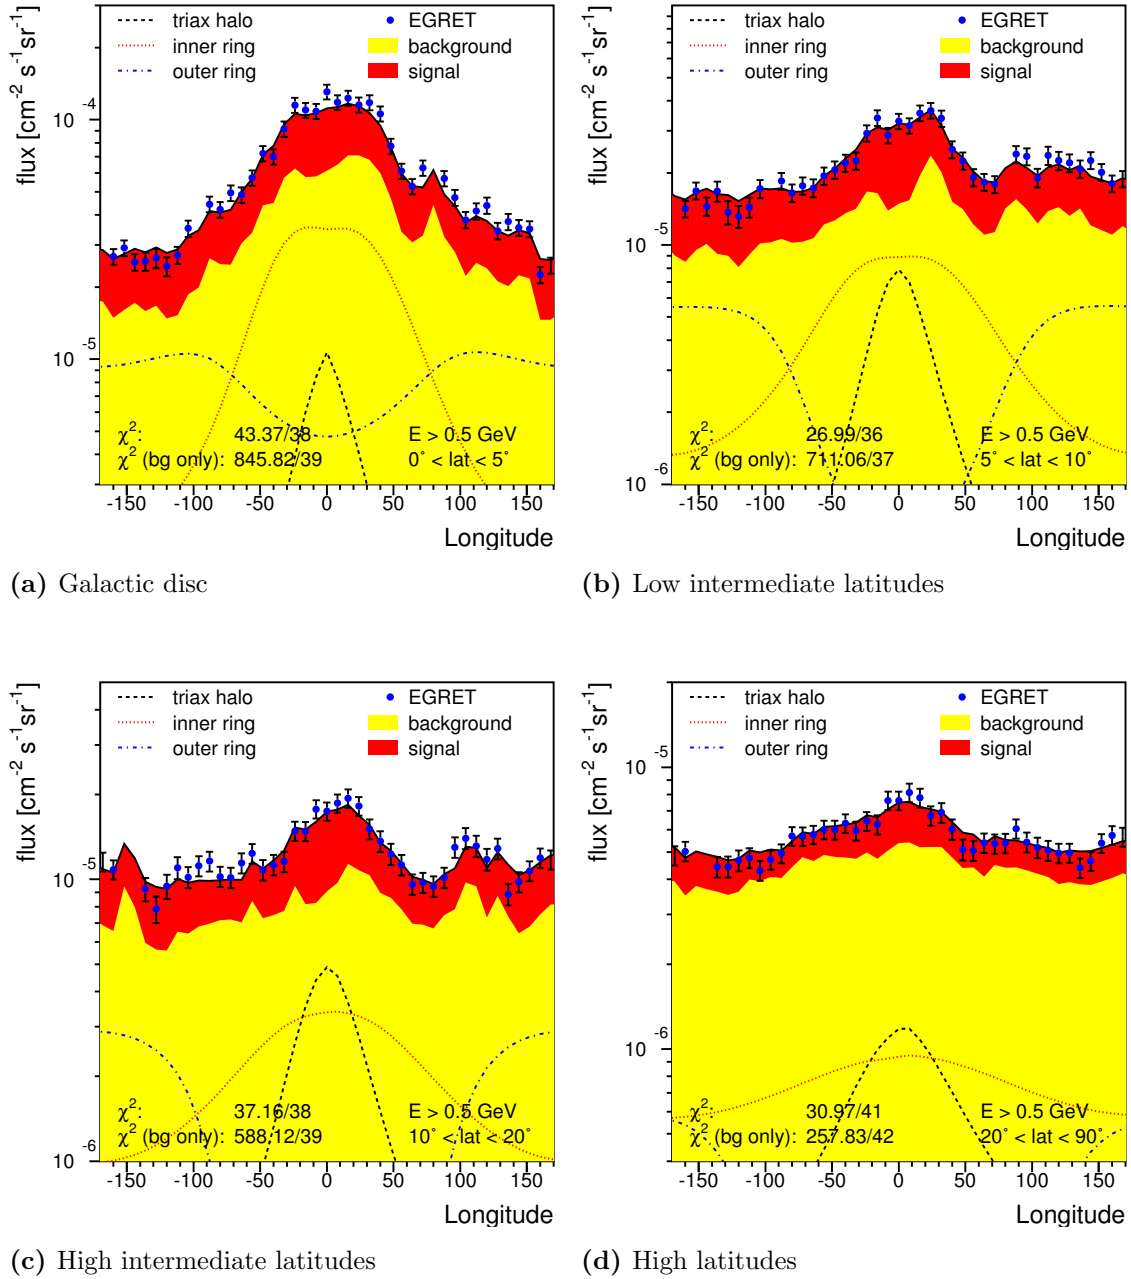 flux [cm-2 s-1sr-1]
triax halo
inner ring
outer ring
EGRET
background
signal
10-4
10-5
χ2: 43.37/38 E > 0.5 GeV
χ2 (bg only): 845.82/39 0° < lat < 5°
-150 -100 -50 0 50 100 150
Longitude
(a) Galactic disc
flux [cm-2 s-1sr-1]
triax halo
inner ring
outer ring
EGRET
background
signal
10-5
10-6
χ2: 26.99/36 E > 0.5 GeV
χ2 (bg only): 711.06/37 5° < lat < 10°
-150 -100 -50 0 50 100 150
Longitude
(b) Low intermediate latitudes
flux [cm-2 s-1sr-1]
triax halo
inner ring
outer ring
EGRET
background
signal
10-5
10-6
χ2: 37.16/38 E > 0.5 GeV
χ2 (bg only): 588.12/39 10° < lat < 20°
-150 -100 -50 0 50 100 150
Longitude
(c) High intermediate latitudes
flux [cm-2 s-1sr-1]
triax halo
inner ring
outer ring
EGRET
background
signal
10-5
10-6
χ2: 30.97/41 E > 0.5 GeV
χ2 (bg only): 257.83/42 20° < lat < 90°
-150 -100 -50 0 50 100 150
Longitude
(d) High latitudes